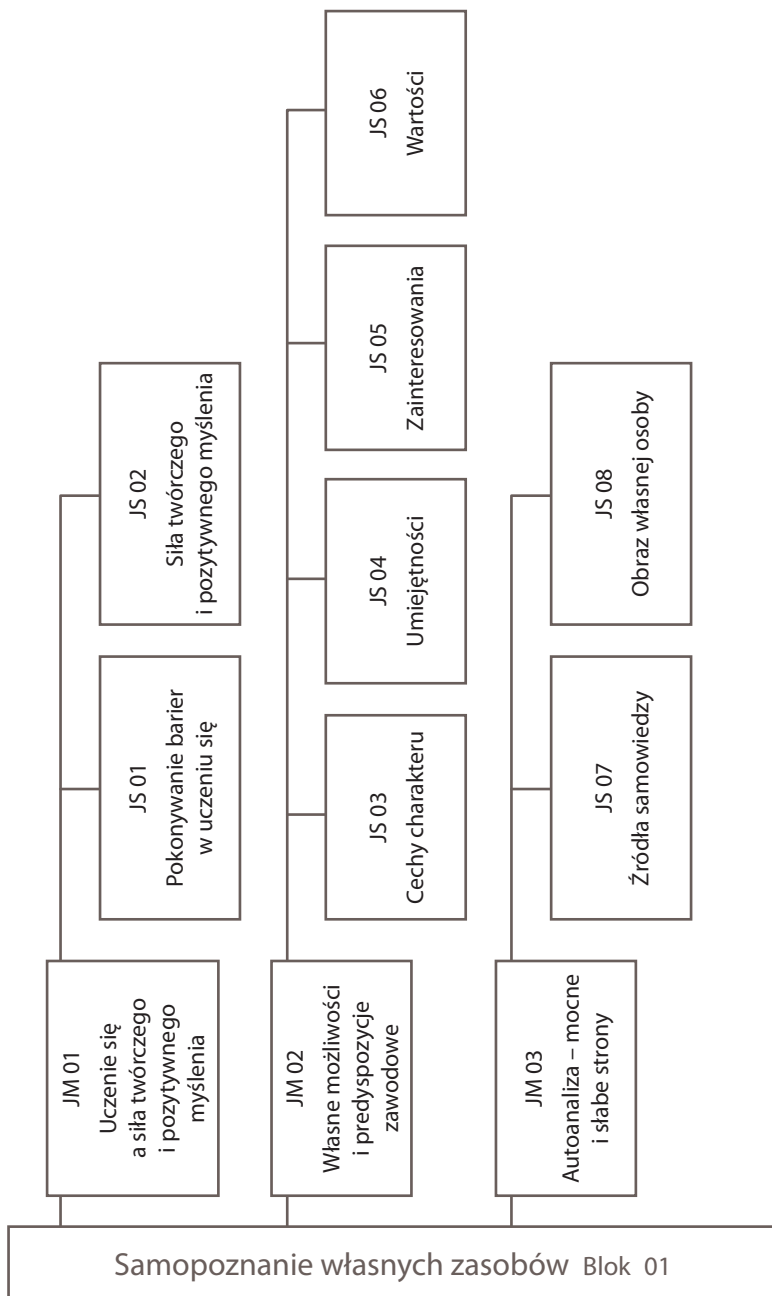 Samopoznanie własnych zasobów Blok 01
JM 01
Uczenie się
a siła twórczego
i pozytywnego
myślenia
JS 01
Pokonywanie barier
w uczeniu się
JS 02
Siła twórczego
i pozytywnego myślenia
JM 02
Własne możliwości
i predyspozycje
zawodowe
JS 03
Cechy charakteru
JS 04
Umiejętności
JS 05
Zainteresowania
JS 06
Wartości
JM 03
Autoanaliza – mocne
i słabe strony
JS 07
Źródła samowiedzy
JS 08
Obraz własnej osoby